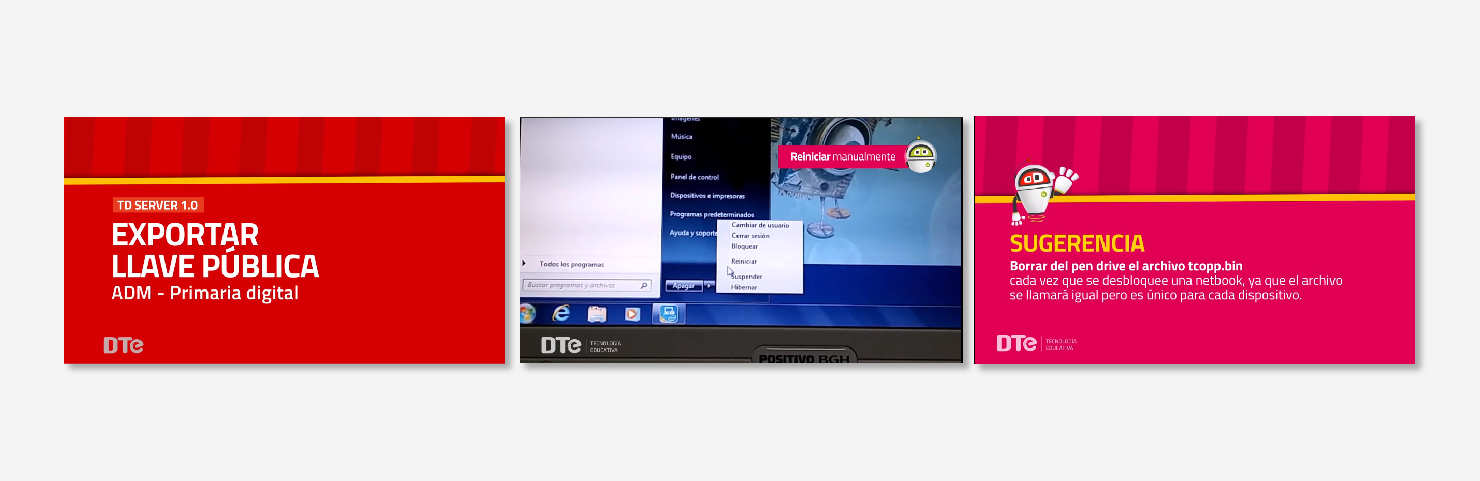 TD SERVER 1.0
EXPORTAR
LLAVE PÚBLICA
ADM - Primaria digital
DTe
Imágenes
Música
Equipo
Panel de control
Dispositivos e impresoras
Programas predeterminados
Ayuda y soporte
Cambiar de usuario
Cerrar sesión
Bloquear
Reiniciar
Suspender
Hibernar
Todos los programas
Buscar programas y archivos
Apagar
Reiniciar manualmente
DTe TECNOLOGÍA
EDUCATIVA
POSITIVO BGH
SUGERENCIA
Borrar del pen drive el archivo tcopp.bin
cada vez que se desbloquee una netbook, ya que el archivo
se llamará igual pero es único para cada dispositivo.
DTe TECNOLOGÍA
EDUCATIVA